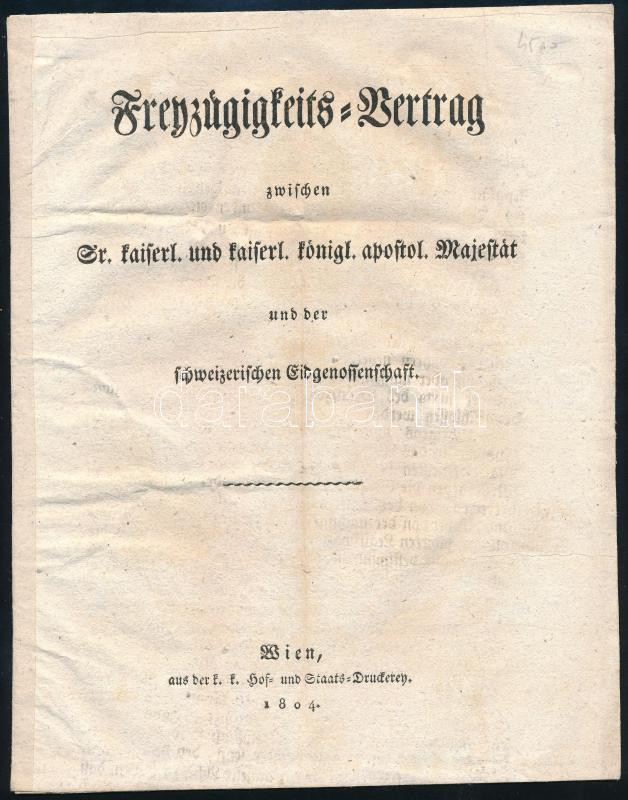 Freyzügigkeits=Vertrag
zwischen
Sr. kaiserl. und kaiserl. königl. apostol. Majestät
und der
schweizerischen Eidgenossenschaft.
darabanth
Wien,
aus der k. k. Hof= und Staats=Druckerey.
1804.